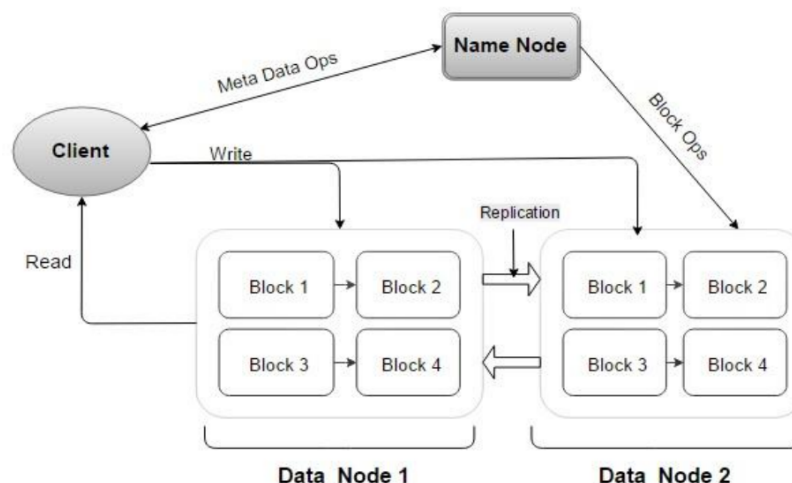 Name Node
Meta Data Ops
Block Ops
Client
Write
Replication
Read
Block 1
Block 2
Block 1
Block 2
Block 3
Block 4
Block 3
Block 4
Data Node 1
Data Node 2